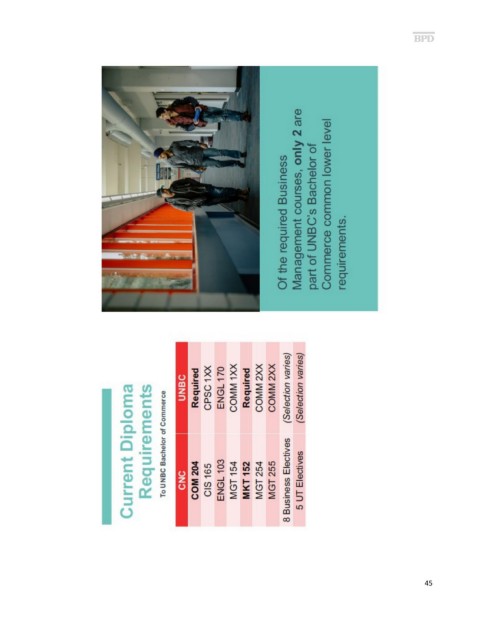 BPD
Current Diploma
Requirements
To UNBC Bachelor of Commerce
CNC UNBC
COM 204 Required
CIS 165 CPSC 1XX
ENGL 103 ENGL 170
MGT 154 COMM 1XX
MKT 152 Required
MGT 254 COMM 2XX
MGT 255 COMM 2XX
8 Business Electives (Selection varies)
5 UT Electives (Selection varies)
Of the required Business
Management courses, only 2 are
part of UNBC's Bachelor of
Commerce common lower level
requirements.
45